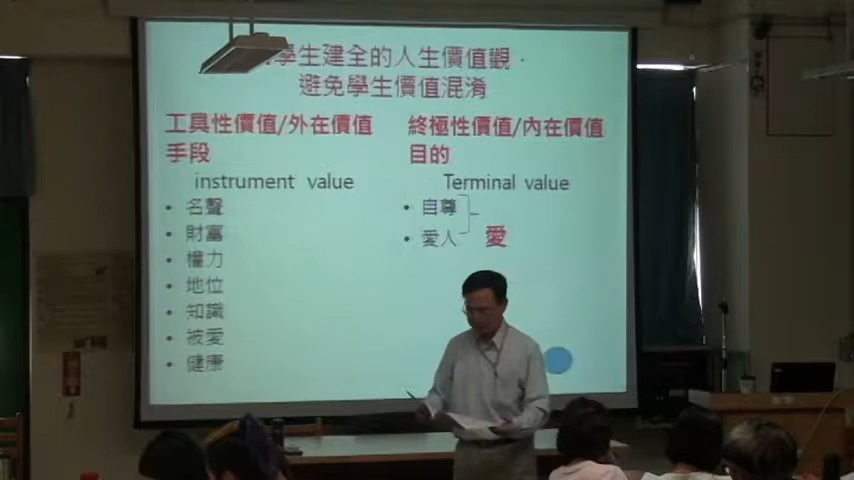 學生建全的人生價值觀,
避免學生價值混淆
工具性價值/外在價值
手段
instrument value
• 名聲
• 財富
• 權力
• 地位
• 知識
• 被愛
• 健康
終極性價值/內在價值
目的
Terminal value
• 自尊
• 愛人
愛